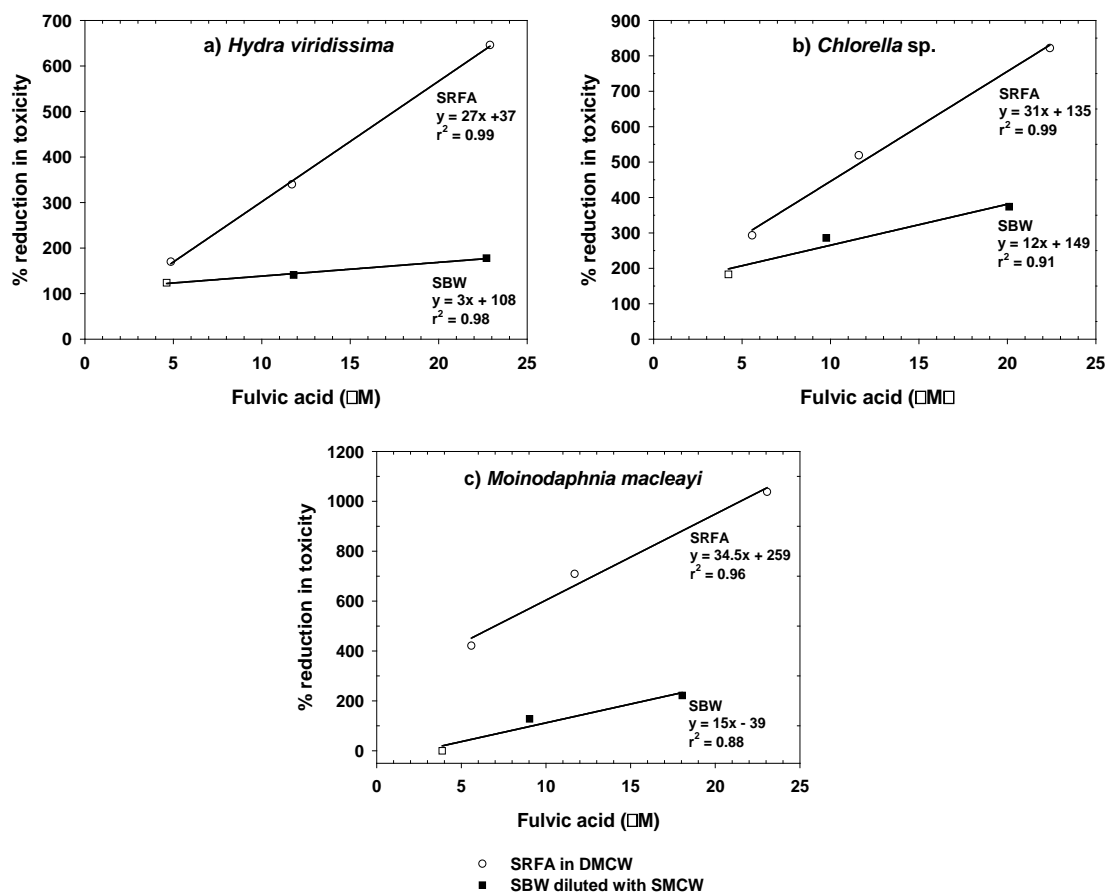 a) Hydra viridissima
% reduction in toxicity
700
600
500
400
300
200
100
0
SRFA
y = 27x +37
r² = 0.99
SBW
y = 3x + 108
r² = 0.98
0 5 10 15 20 25
Fulvic acid (□M)
b) Chlorella sp.
% reduction in toxicity
900
800
700
600
500
400
300
200
100
0
SRFA
y = 31x + 135
r² = 0.99
SBW
y = 12x + 149
r² = 0.91
0 5 10 15 20 25
Fulvic acid (□M□
c) Moinodaphnia macleayi
% reduction in toxicity
1200
1000
800
600
400
200
0
SRFA
y = 34.5x + 259
r² = 0.96
SBW
y = 15x - 39
r² = 0.88
0 5 10 15 20 25
Fulvic acid (□M)
SRFA in DMCW
SBW diluted with SMCW